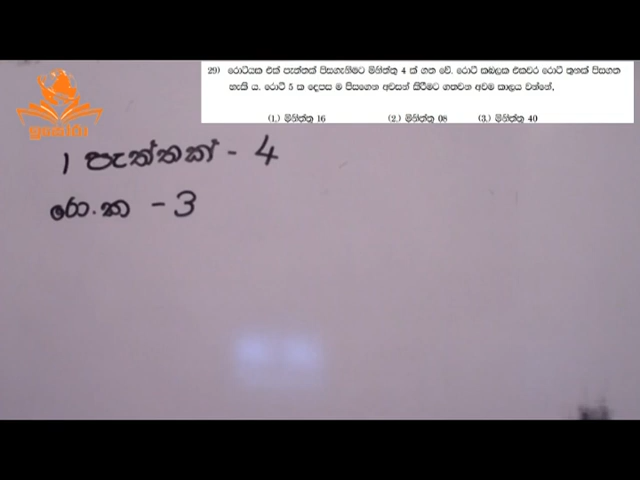 29) රොටියක එක් පැත්තක් පිසගැනීමට මිනිත්තු 4 ක් ගත වේ. රොටි කබලක එකවර රොටි තුනක් පිසගත
හැකි ය. රොටි 5 ක දෙපස ම පිසගෙන අවසන් කිරීමට ගතවන අවම කාලය වන්නේ,
(1.) මිනිත්තු 16 (2.) මිනිත්තු 08 (3.) මිනිත්තු 40
1 පැත්තක් - 4
රො.ක - 3